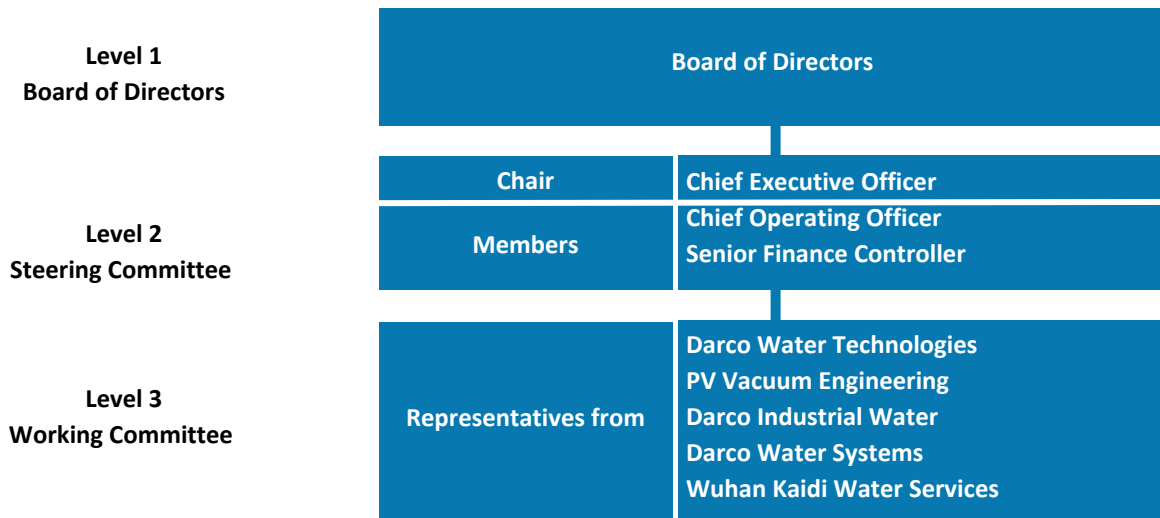 Level 1
Board of Directors
Board of Directors
Chair
Chief Executive Officer
Level 2
Steering Committee
Members
Chief Operating Officer
Senior Finance Controller
Level 3
Working Committee
Representatives from
Darco Water Technologies
PV Vacuum Engineering
Darco Industrial Water
Darco Water Systems
Wuhan Kaidi Water Services